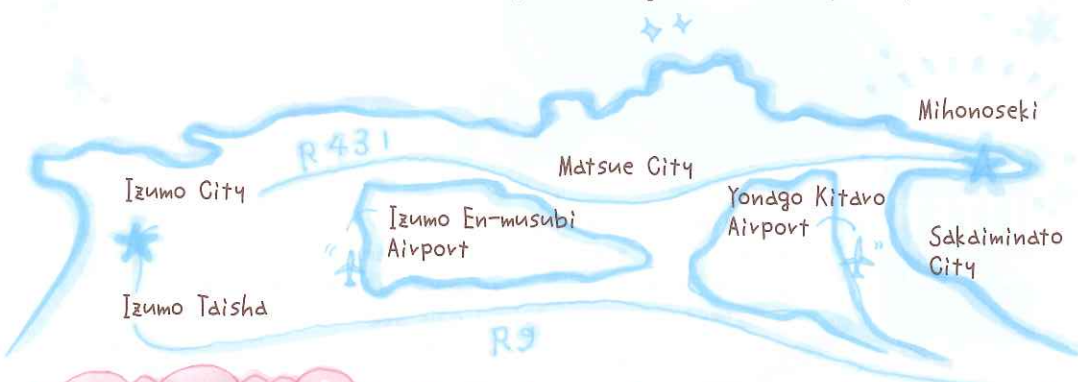 Mihonoseki
R431
Matsue City
Izumo City
Yonago Kitaro
Airport
Izumo En-musubi
Airport
Sakaiminato
City
Izumo Taisha
R9